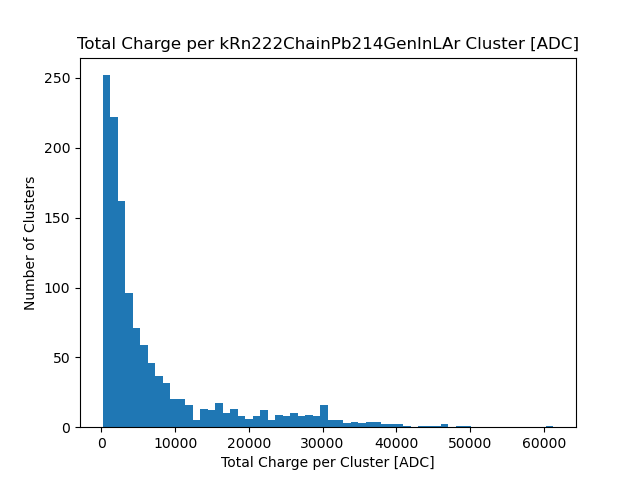 Total Charge per kRn222ChainPb214GenInLAr Cluster [ADC]
250
200
150
100
50
0
Number of Clusters
0 10000 20000 30000 40000 50000 60000
Total Charge per Cluster [ADC]